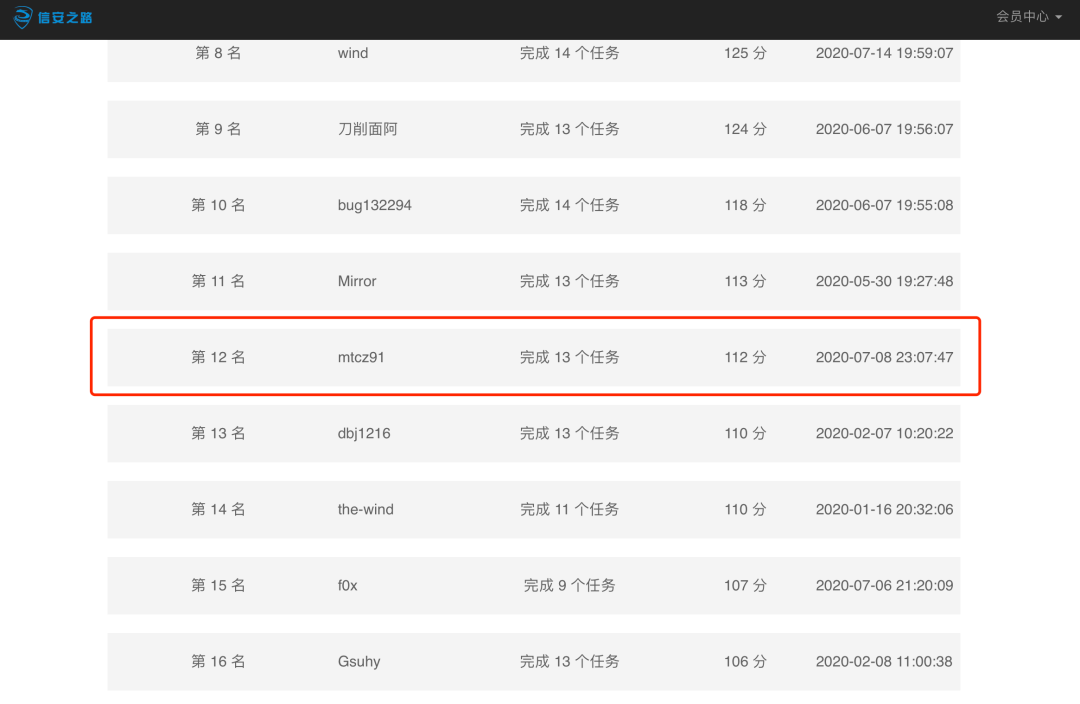 信安之路 会员中心
第 8 名 wind 完成 14 个任务 125 分 2020-07-14 19:59:07
第 9 名 刀削面阿 完成 13 个任务 124 分 2020-06-07 19:56:07
第 10 名 bug132294 完成 14 个任务 118 分 2020-06-07 19:55:08
第 11 名 Mirror 完成 13 个任务 113 分 2020-05-30 19:27:48
第 12 名 mtcz91 完成 13 个任务 112 分 2020-07-08 23:07:47
第 13 名 dbj1216 完成 13 个任务 110 分 2020-02-07 10:20:22
第 14 名 the-wind 完成 11 个任务 110 分 2020-01-16 20:32:06
第 15 名 f0x 完成 9 个任务 107 分 2020-07-06 21:20:09
第 16 名 Gsuhy 完成 13 个任务 106 分 2020-02-08 11:00:38